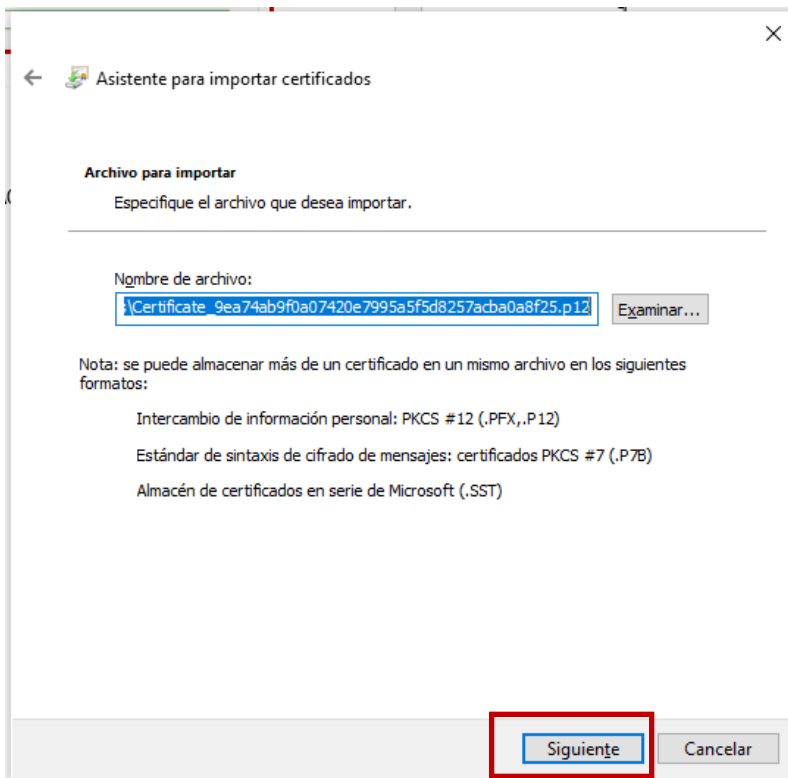 Asistente para importar certificados
Archivo para importar
Especifique el archivo que desea importar.
Nombre de archivo:
:\Certificate_9ea74ab9f0a07420e7995a5f5d8257acba0a8f25.p12
Examinar...
Nota: se puede almacenar más de un certificado en un mismo archivo en los siguientes
formatos:
Intercambio de información personal: PKCS #12 (.PFX,.P12)
Estándar de sintaxis de cifrado de mensajes: certificados PKCS #7 (.P7B)
Almacén de certificados en serie de Microsoft (.SST)
Siguiente
Cancelar